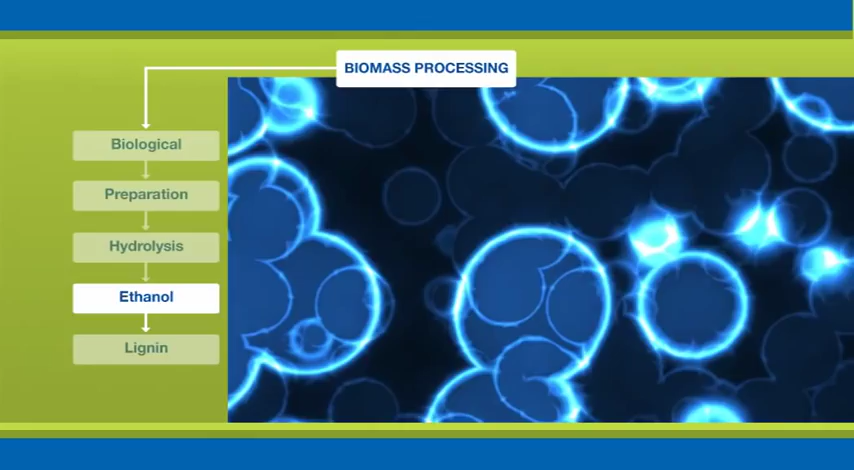 BIOMASS PROCESSING
Biological
Preparation
Hydrolysis
Ethanol
Lignin